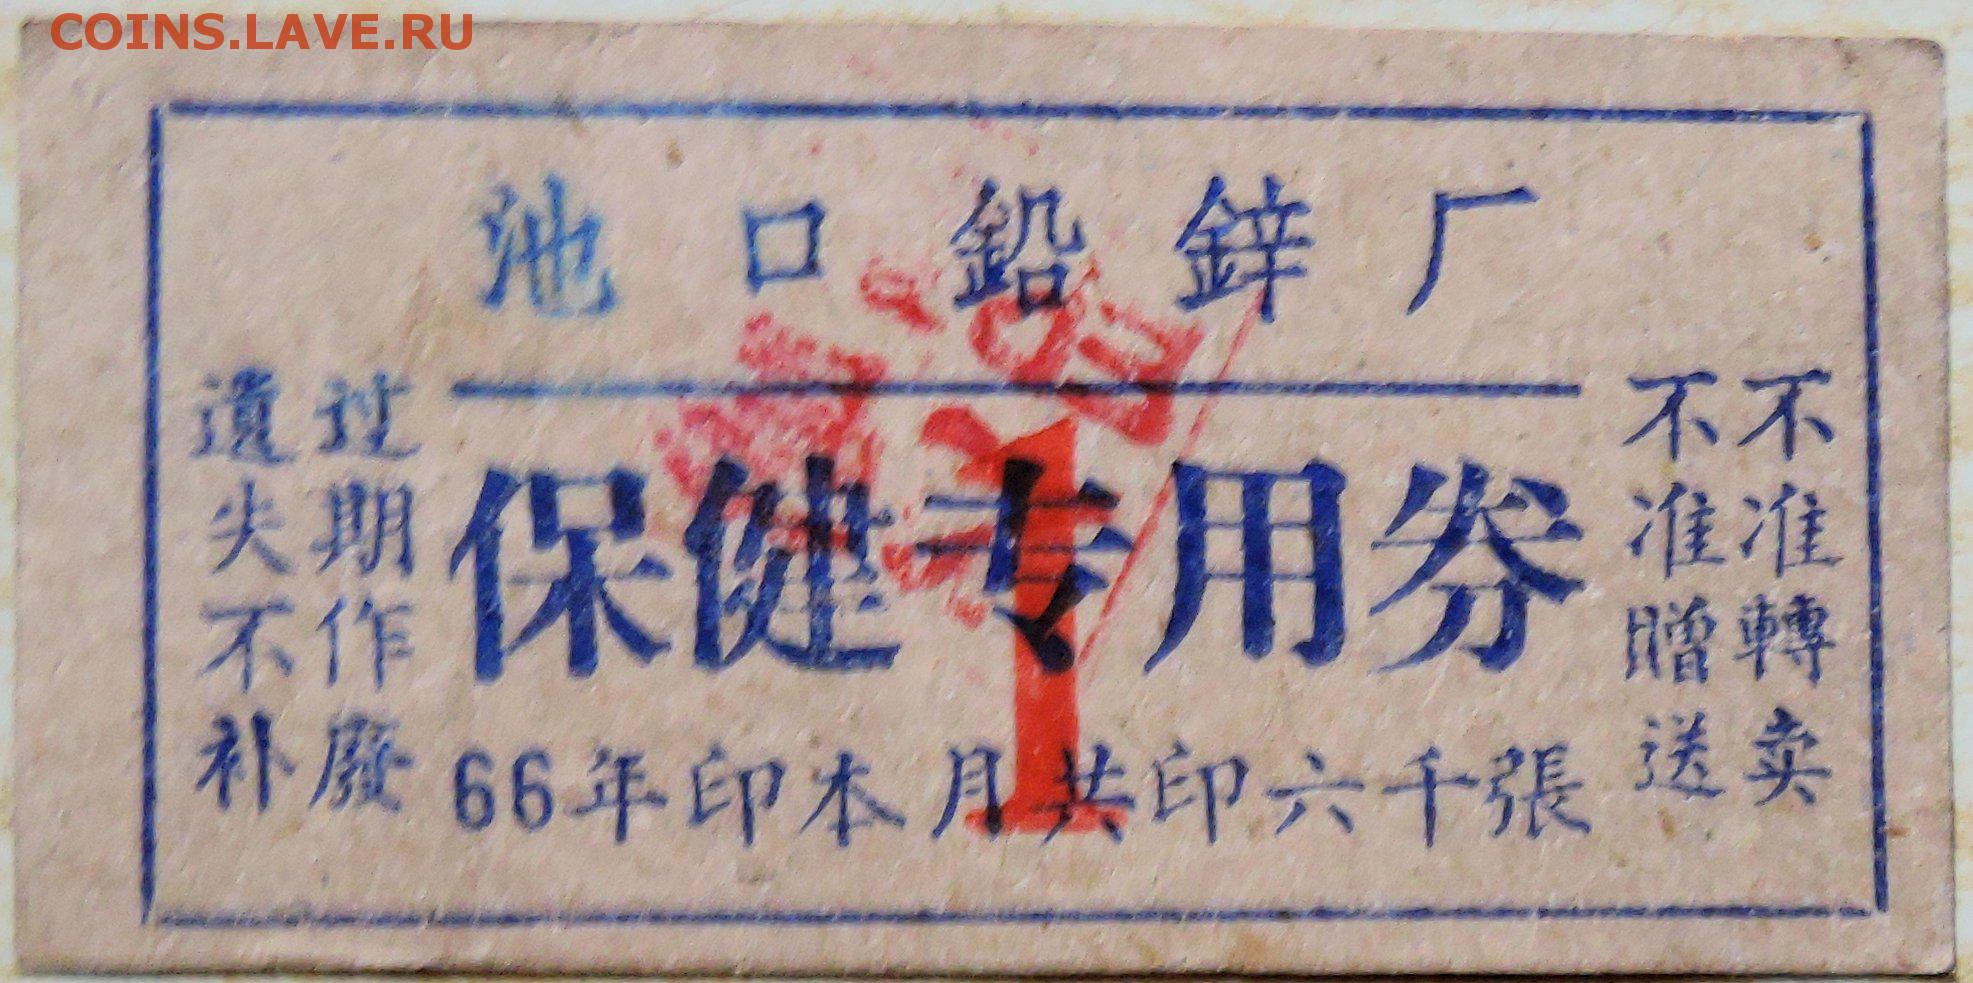 COINS.LAVE.RU
池口鉛鋅厂
保健专用券
66年印本月共印六千張
不准轉卖
不准贈送
过期作廢
遺失不补
1